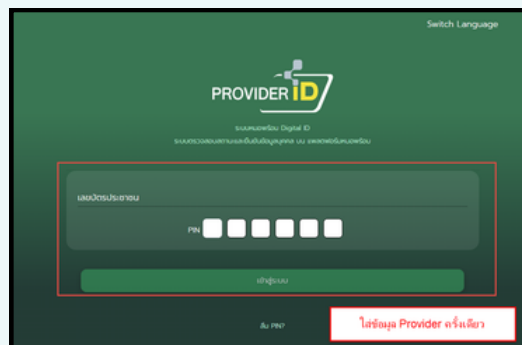 Switch Language
PROVIDER iD
ระบบหมอพร้อม Digital ID
ระบบตรวจสอบสถานะและยืนยันข้อมูลบุคคล บน แพลตฟอร์มหมอพร้อม
เลขบัตรประชาชน
PIN
เข้าสู่ระบบ
ลืม PIN?
ใส่ข้อมูล Provider ครั้งเดียว